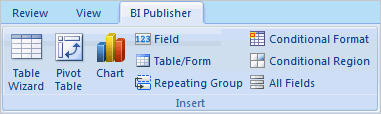 Review View BI Publisher
Table Wizard
Pivot Table
Chart
123 Field
Table/Form
Repeating Group
Conditional Format
Conditional Region
All Fields
Insert